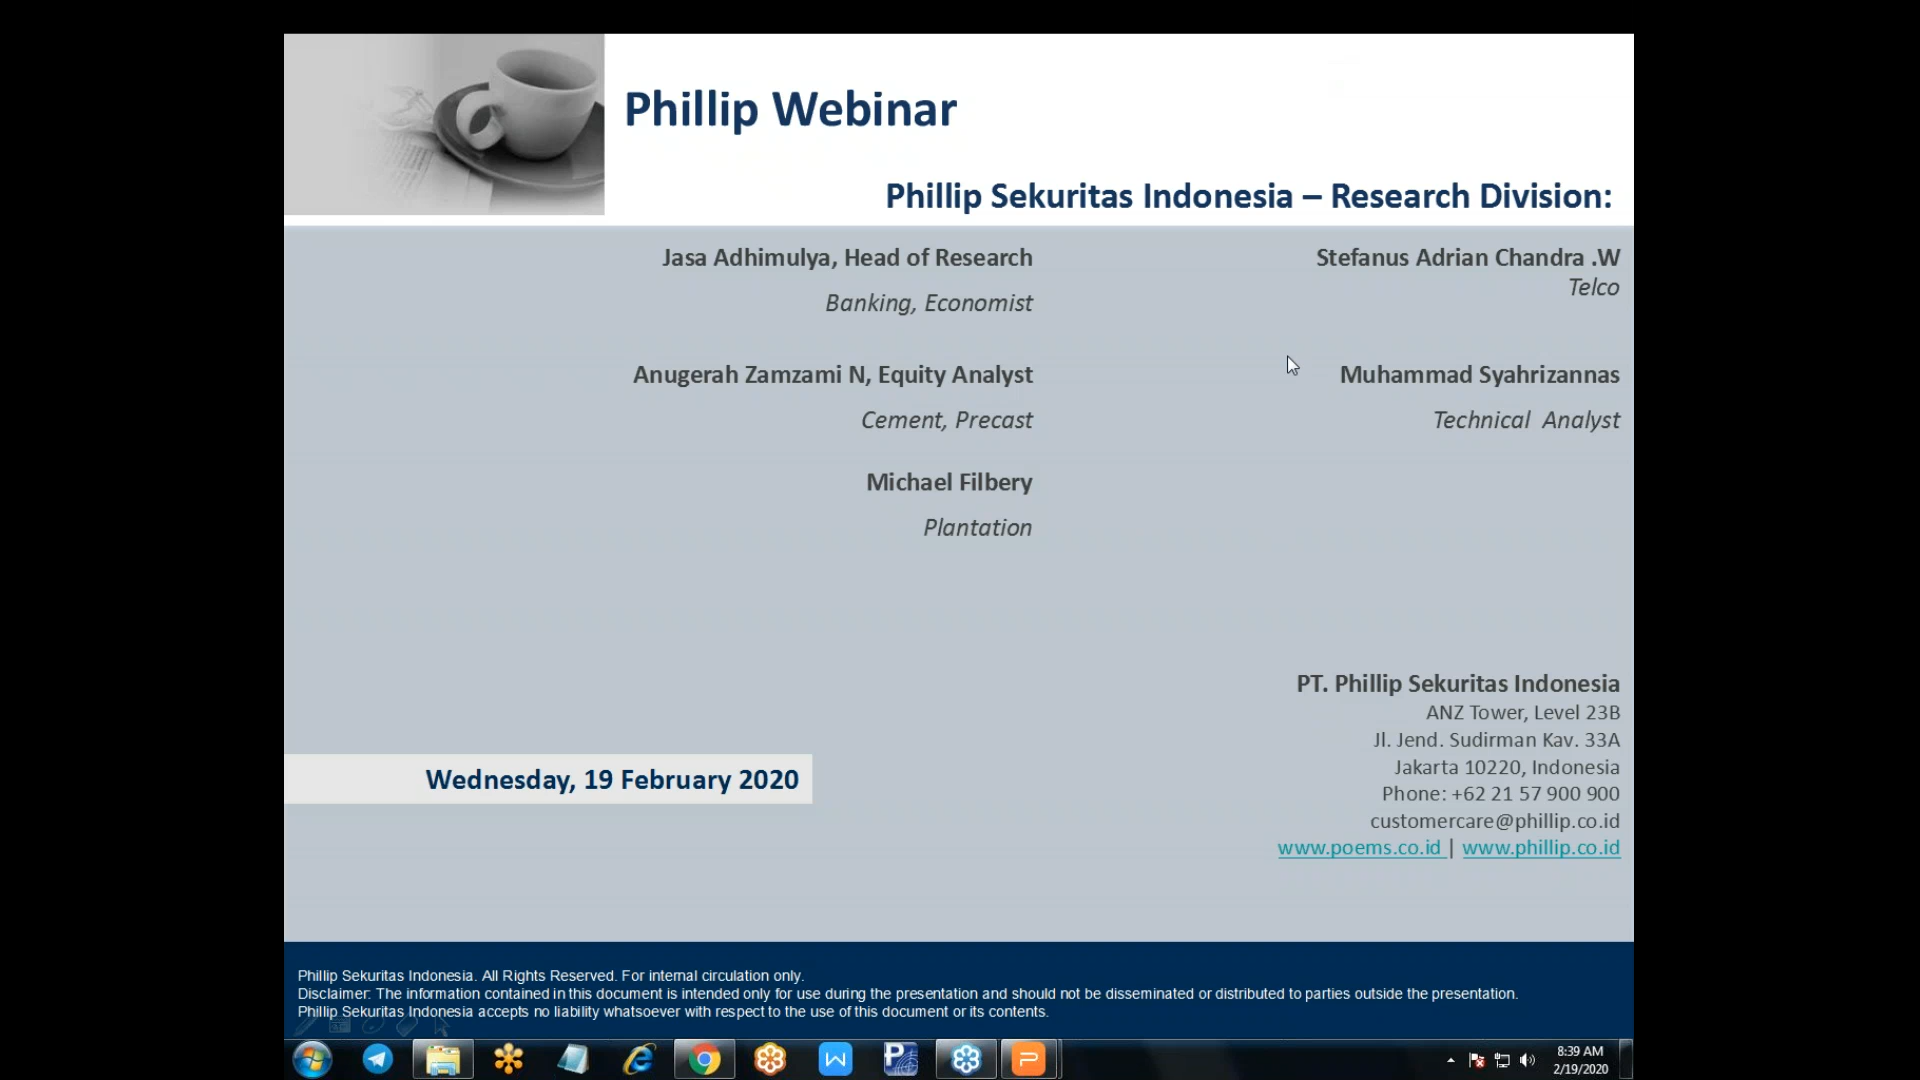 Phillip Webinar
Phillip Sekuritas Indonesia – Research Division:
Jasa Adhimulya, Head of Research
Banking, Economist
Anugerah Zamzami N, Equity Analyst
Cement, Precast
Michael Filbery
Plantation
Stefanus Adrian Chandra .W
Telco
Muhammad Syahrizannas
Technical Analyst
Wednesday, 19 February 2020
PT. Phillip Sekuritas Indonesia
ANZ Tower, Level 23B
Jl. Jend. Sudirman Kav. 33A
Jakarta 10220, Indonesia
Phone: +62 21 57 900 900
customercare@phillip.co.id
www.poems.co.id | www.phillip.co.id
Phillip Sekuritas Indonesia. All Rights Reserved. For internal circulation only.
Disclaimer: The information contained in this document is intended only for use during the presentation and should not be disseminated or distributed to parties outside the presentation.
Phillip Sekuritas Indonesia accepts no liability whatsoever with respect to the use of this document or its contents.
8:39 AM
2/19/2020